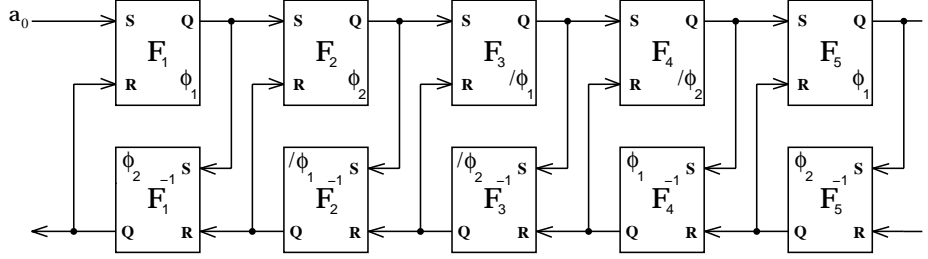 a₀ S Q S Q S Q S Q S Q
F₁ F₂ F₃ F₄ F₅
R ϕ₁ R ϕ₂ R /ϕ₁ R /ϕ₂ R ϕ₁
ϕ₂ S /ϕ₁ S /ϕ₂ S ϕ₁ S ϕ₂ S
F₁⁻¹ F₂⁻¹ F₃⁻¹ F₄⁻¹ F₅⁻¹
Q R Q R Q R Q R Q R